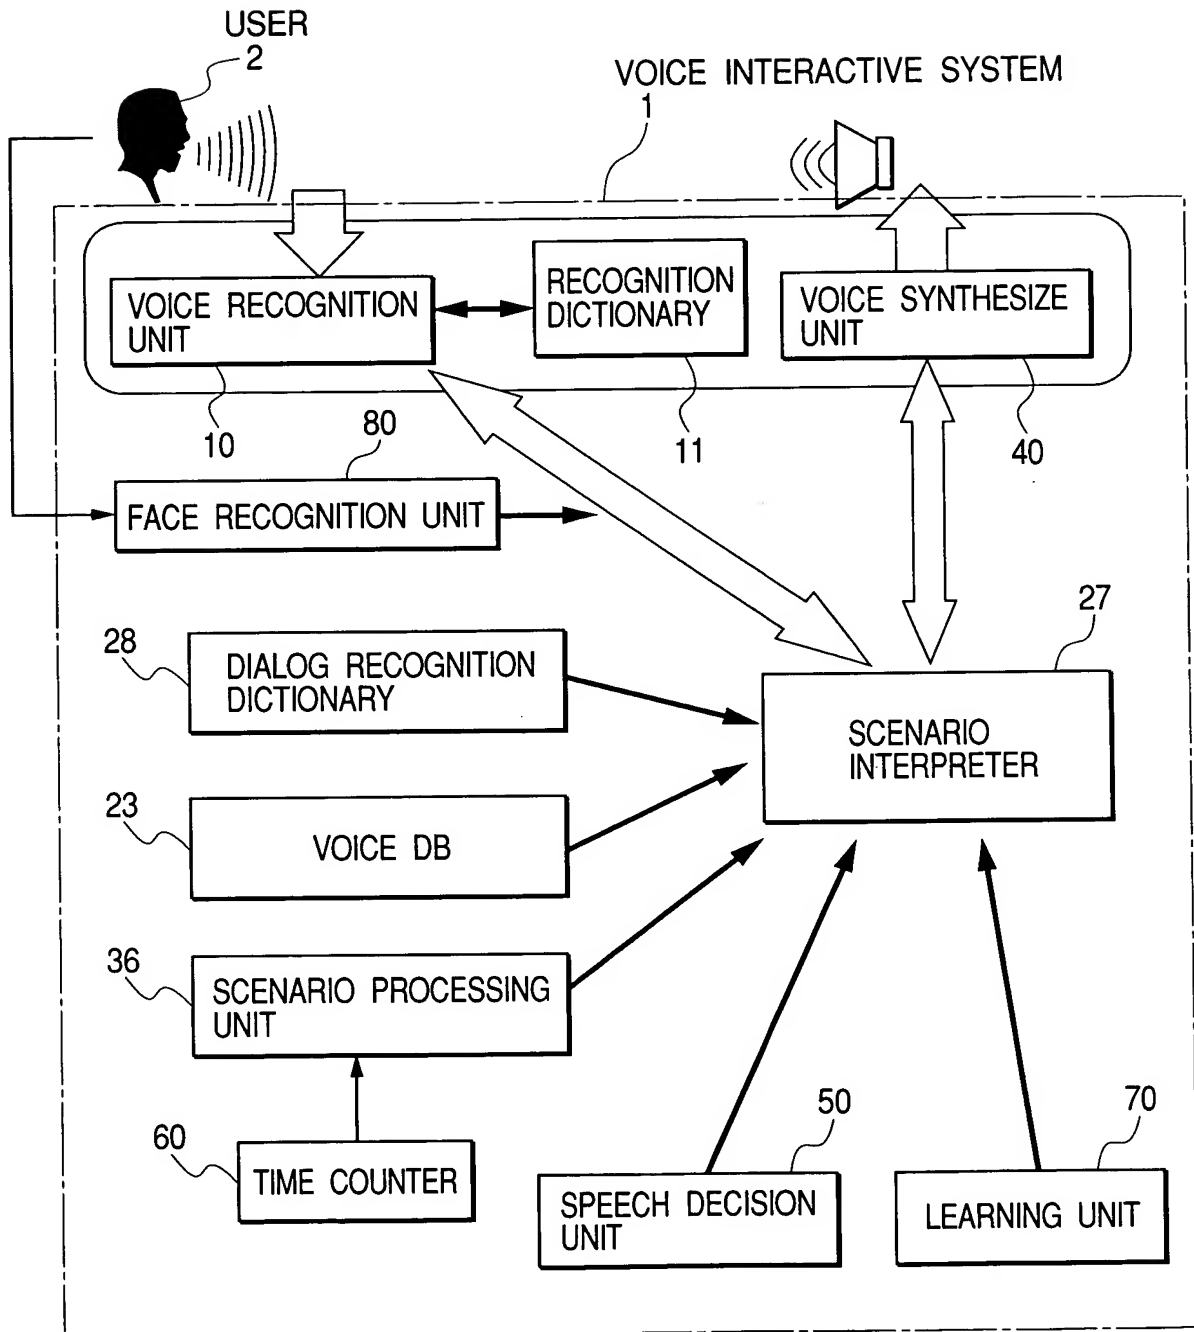 USER
2
VOICE INTERACTIVE SYSTEM
1
VOICE RECOGNITION
UNIT
RECOGNITION
DICTIONARY
VOICE SYNTHESIZE
UNIT
10
80
11
40
FACE RECOGNITION UNIT
27
28
DIALOG RECOGNITION
DICTIONARY
SCENARIO
INTERPRETER
23
VOICE DB
36
SCENARIO PROCESSING
UNIT
60
TIME COUNTER
50
SPEECH DECISION
UNIT
70
LEARNING UNIT